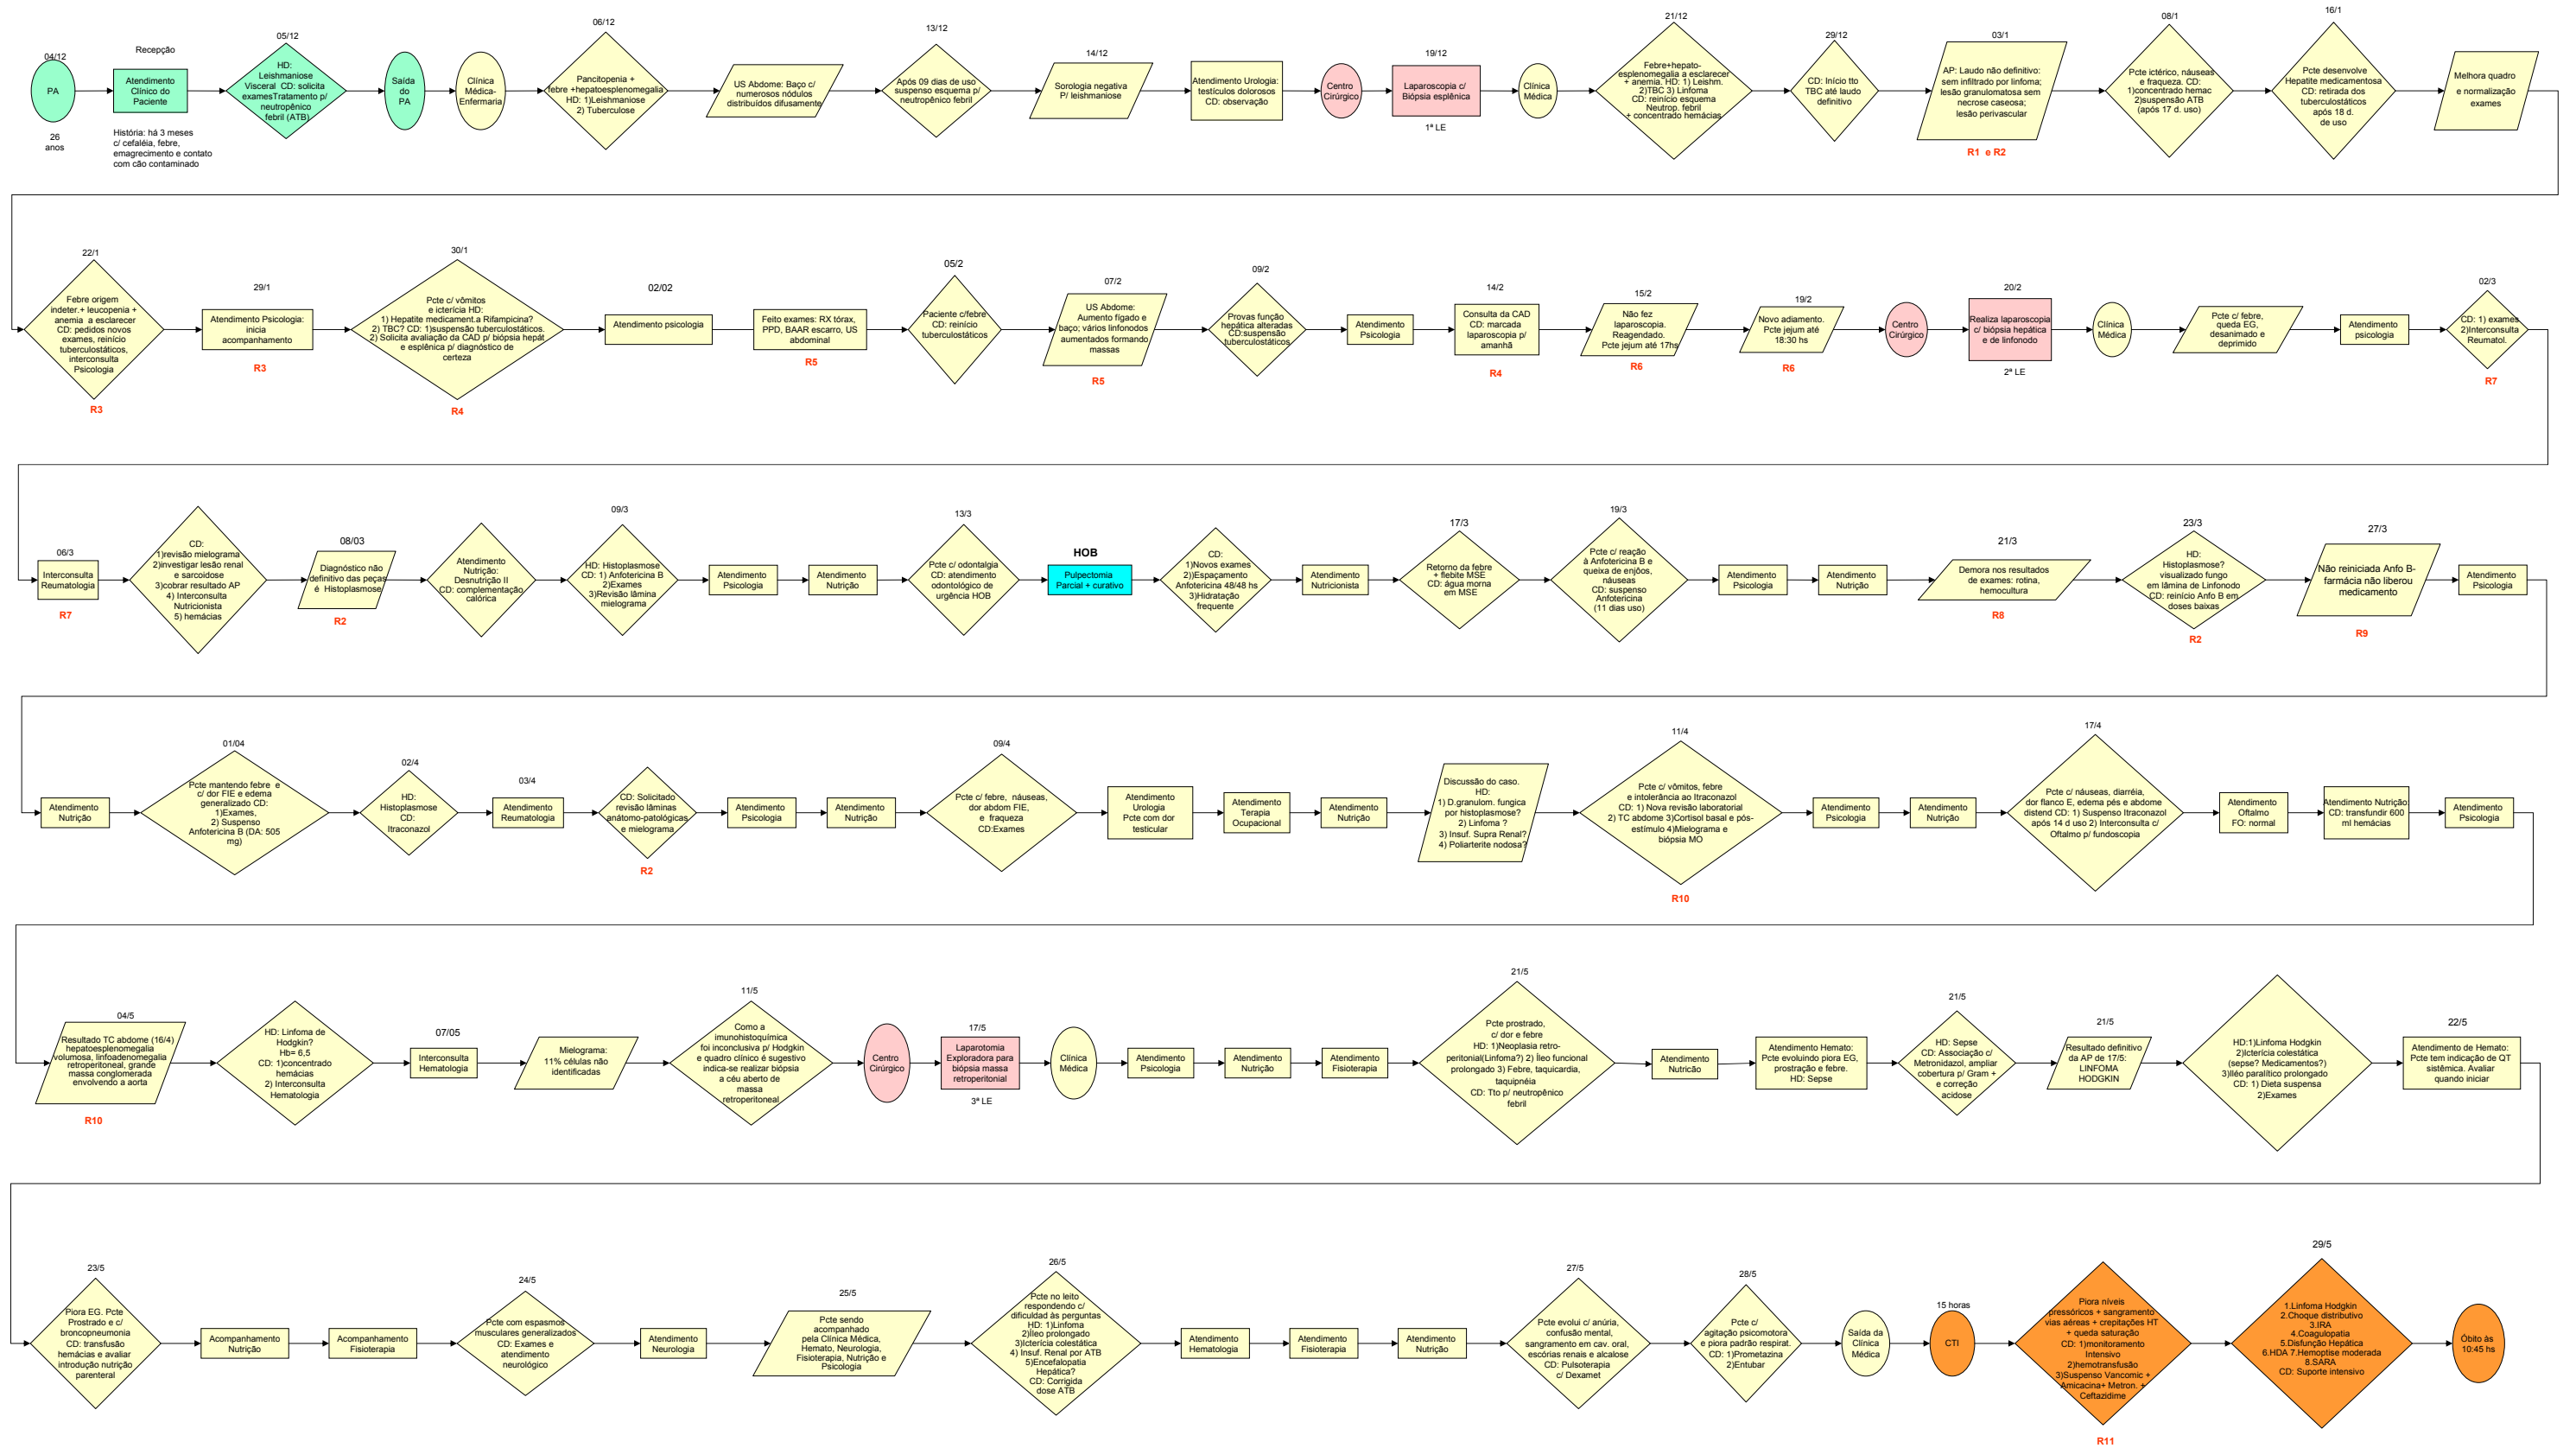 04/12
PA
26
anos
Recepção
Atendimento
Clínico do
Paciente
História: há 3 meses
c/ cefaléia, febre,
emagrecimento e contato
com cão contaminado
05/12
HD:
Leishmaniose
Visceral CD: solicita
examesTratamento p/
neutropênico
febril (ATB)
Saída
do
PA
Clínica
Médica-
Enfermaria
06/12
Pancitopenia +
febre +hepatoesplenomegalia
HD: 1)Leishmaniose
2) Tuberculose
US Abdome: Baço c/
numerosos nódulos
distribuídos difusamente
13/12
Após 09 dias de uso
suspenso esquema p/
neutropênico febril
14/12
Sorologia negativa
P/ leishmaniose
Atendimento Urologia:
testículos dolorosos
CD: observação
Centro
Cirúrgico
19/12
Laparoscopia c/
Biópsia esplênica
1ª LE
Clínica
Médica
21/12
Febre+hepato-
esplenomegalia a esclarecer
+ anemia. HD: 1) Leishm.
2)TBC 3) Linfoma
CD: reinício esquema
Neutrop. febril
+ concentrado hemácias
29/12
CD: Início tto
TBC até laudo
definitivo
03/1
AP: Laudo não definitivo:
sem infiltrado por linfoma;
lesão granulomatosa sem
necrose caseosa;
lesão perivascular
R1 e R2
08/1
Pcte ictérico, náuseas
e fraqueza. CD:
1)concentrado hemac
2)suspensão ATB
(após 17 d. uso)
16/1
Pcte desenvolve
Hepatite medicamentosa
CD: retirada dos
tuberculostáticos
após 18 d.
de uso
Melhora quadro
e normalização
exames
22/1
Febre origem
indeter.+ leucopenia +
anemia a esclarecer
CD: pedidos novos
exames, reinício
tuberculostáticos,
interconsulta
Psicologia
R3
29/1
Atendimento Psicologia:
inicia
acompanhamento
R3
30/1
Pcte c/ vômitos
e icterícia HD:
1) Hepatite medicament.a Rifampicina?
2) TBC? CD: 1)suspensão tuberculostáticos.
2) Solicita avaliação da CAD p/ biópsia hepát
e esplênica p/ diagnóstico de
certeza
R4
02/02
Atendimento psicologia
Feito exames: RX tórax,
PPD, BAAR escarro, US
abdominal
R5
05/2
Paciente c/febre
CD: reinício
tuberculostáticos
07/2
US Abdome:
Aumento fígado e
baço; vários linfonodos
aumentados formando
massas
R5
09/2
Provas função
hepática alteradas
CD:suspensão
tuberculostáticos
Atendimento
Psicologia
14/2
Consulta da CAD
CD: marcada
laparoscopia p/
amanhã
R4
15/2
Não fez
laparoscopia.
Reagendado.
Pcte jejum até 17hs
R6
19/2
Novo adiamento.
Pcte jejum até
18:30 hs
R6
Centro
Cirúrgico
20/2
Realiza laparoscopia
c/ biópsia hepática
e de linfonodo
2ª LE
Clínica
Médica
Pcte c/ febre,
queda EG,
desanimado e
deprimido
Atendimento
psicologia
02/3
CD: 1) exames
2)Interconsulta
Reumatol.
R7
06/3
Interconsulta
Reumatologia
R7
CD:
1)revisão mielograma
2)investigar lesão renal
e sarcoidose
3)cobrar resultado AP
4) Interconsulta
Nutricionista
5) hemácias
08/03
Diagnóstico não
definitivo das peças
é Histoplasmose
R2
Atendimento
Nutrição:
Desnutrição II
CD: complementação
calórica
09/3
HD: Histoplasmose
CD: 1) Anfotericina B
2)Exames
3)Revisão lâmina
mielograma
Atendimento
Psicologia
Atendimento
Nutrição
13/3
Pcte c/ odontalgia
CD: atendimento
odontológico de
urgência HOB
HOB
Pulpectomia
Parcial + curativo
CD:
1)Novos exames
2))Espaçamento
Anfotericina 48/48 hs
3)Hidratação
frequente
Atendimento
Nutricionista
17/3
Retorno da febre
+ flebite MSE
CD: água morna
em MSE
19/3
Pcte c/ reação
à Anfotericina B e
queixa de enjôos,
náuseas
CD: suspenso
Anfotericina
(11 dias uso)
Atendimento
Psicologia
Atendimento
Nutrição
21/3
Demora nos resultados
de exames: rotina,
hemocultura
R8
23/3
HD:
Histoplasmose?
visualizado fungo
em lâmina de Linfonodo
CD: reinício Anfo B em
doses baixas
R2
27/3
Não reiniciada Anfo B-
farmácia não liberou
medicamento
R9
Atendimento
Psicologia
Atendimento
Nutrição
01/04
Pcte mantendo febre e
c/ dor FIE e edema
generalizado CD:
1)Exames,
2) Suspenso
Anfotericina B (DA: 505
mg)
02/4
HD:
Histoplasmose
CD:
Itraconazol
03/4
Atendimento
Reumatologia
CD: Solicitado
revisão lâminas
anátomo-patológicas
e mielograma
R2
Atendimento
Psicologia
Atendimento
Nutrição
09/4
Pcte c/ febre, náuseas,
dor abdom FIE,
e fraqueza
CD:Exames
Atendimento
Urologia
Pcte com dor
testicular
Atendimento
Terapia
Ocupacional
Atendimento
Nutrição
Discussão do caso.
HD:
1) D.granulom. fungica
por histoplasmose?
2) Linfoma ?
3) Insuf. Supra Renal?
4) Poliarterite nodosa?
11/4
Pcte c/ vômitos, febre
e intolerância ao Itraconazol
CD: 1) Nova revisão laboratorial
2) TC abdome 3)Cortisol basal e pós-
estímulo 4)Mielograma e
biópsia MO
R10
Atendimento
Psicologia
Atendimento
Nutrição
17/4
Pcte c/ náuseas, diarréia,
dor flanco E, edema pés e abdome
distend CD: 1) Suspenso Itraconazol
após 14 d uso 2) Interconsulta c/
Oftalmo p/ fundoscopia
Atendimento
Oftalmo
FO: normal
Atendimento Nutrição:
CD: transfundir 600
ml hemácias
Atendimento
Psicologia
04/5
Resultado TC abdome (16/4)
hepatoesplenomegalia
volumosa, linfoadenomegalia
retroperitoneal, grande
massa conglomerada
envolvendo a aorta
R10
HD: Linfoma de
Hodgkin?
Hb= 6,5
CD: 1)concentrado
hemácias
2) Interconsulta
Hematologia
07/05
Interconsulta
Hematologia
Mielograma:
11% células não
identificadas
11/5
Como a
imunohistoquímica
foi inconclusiva p/ Hodgkin
e quadro clínico é sugestivo
indica-se realizar biópsia
a céu aberto de
massa
retroperitoneal
Centro
Cirúrgico
17/5
Laparotomia
Exploradora para
biópsia massa
retroperitonial
3ª LE
Clínica
Médica
Atendimento
Psicologia
Atendimento
Nutrição
Atendimento
Fisioterapia
21/5
Pcte prostrado,
c/ dor e febre
HD: 1)Neoplasia retro-
peritonial(Linfoma?) 2) Íleo funcional
prolongado 3) Febre, taquicardia,
taquipnéia
CD: Tto p/ neutropênico
febril
Atendimento
Nutricão
Atendimento Hemato:
Pcte evoluindo piora EG,
prostração e febre.
HD: Sepse
21/5
HD: Sepse
CD: Associação c/
Metronidazol, ampliar
cobertura p/ Gram +
e correção
acidose
21/5
Resultado definitivo
da AP de 17/5:
LINFOMA
HODGKIN
HD:1)Linfoma Hodgkin
2)Icterícia colestática
(sepse? Medicamentos?)
3)Iléo paralítico prolongado
CD: 1) Dieta suspensa
2)Exames
22/5
Atendimento de Hemato:
Pcte tem indicação de QT
sistêmica. Avaliar
quando iniciar
23/5
Piora EG. Pcte
Prostrado e c/
broncopneumonia
CD: transfusão
hemácias e avaliar
introdução nutrição
parenteral
Acompanhamento
Nutrição
Acompanhamento
Fisioterapia
24/5
Pcte com espasmos
musculares generalizados
CD: Exames e
atendimento
neurológico
Atendimento
Neurologia
25/5
Pcte sendo
acompanhado
pela Clínica Médica,
Hemato, Neurologia,
Fisioterapia, Nutrição e
Psicologia
26/5
Pcte no leito
respondendo c/
dificuldad às perguntas
HD: 1)Linfoma
2)Íleo prolongado
3)Icterícia colestática
4) Insuf. Renal por ATB
5)Encefalopatia
Hepática?
CD: Corrigida
dose ATB
Atendimento
Hematologia
Atendimento
Fisioterapia
Atendimento
Nutrição
27/5
Pcte evolui c/ anúria,
confusão mental,
sangramento em cav. oral,
escórias renais e alcalose
CD: Pulsoterapia
c/ Dexamet
28/5
Pcte c/
agitação psicomotora
e piora padrão respirat.
CD: 1)Prometazina
2)Entubar
Saída da
Clínica
Médica
15 horas
CTI
Piora níveis
pressóricos + sangramento
vias aéreas + crepitações HT
+ queda saturação
CD: 1)monitoramento
Intensivo
2)hemotransfusão
3)Suspenso Vancomic +
Amicacina+ Metron. +
Ceftazidime
R11
29/5
1.Linfoma Hodgkin
2.Choque distributivo
3.IRA
4.Coagulopatia
5.Disfunção Hepática
6.HDA 7.Hemoptise moderada
8.SARA
CD: Suporte intensivo
Óbito às
10:45 hs